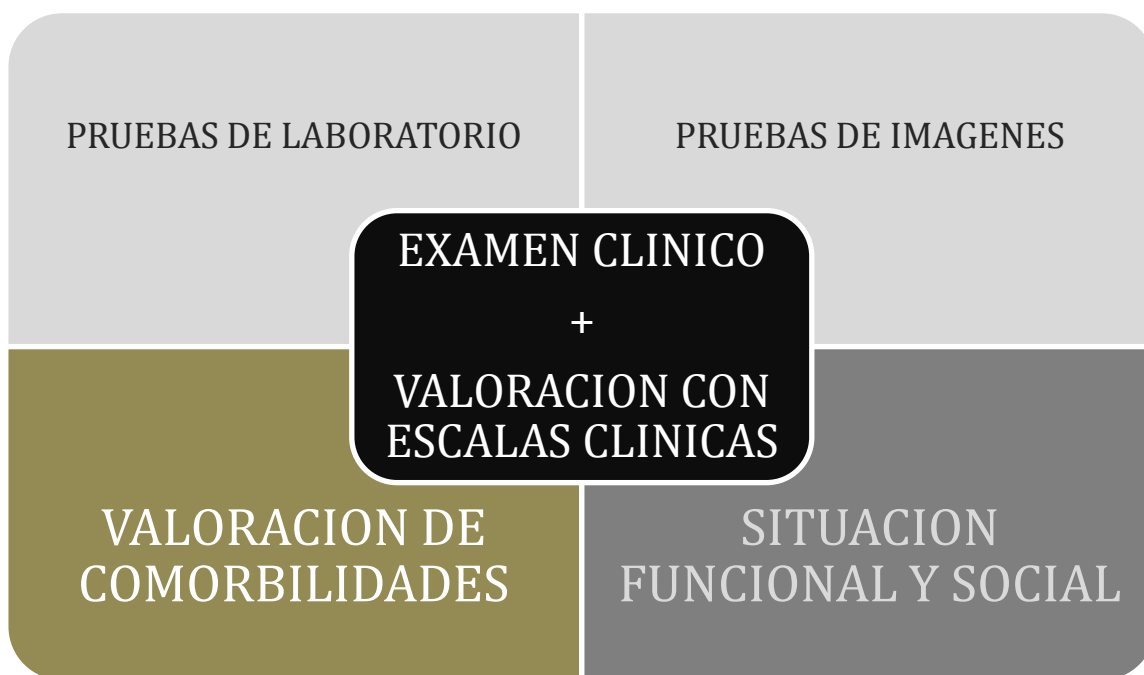 PRUEBAS DE LABORATORIO
PRUEBAS DE IMAGENES
EXAMEN CLINICO
+
VALORACION CON
ESCALAS CLINICAS
VALORACION DE
COMORBILIDADES
SITUACION
FUNCIONAL Y SOCIAL